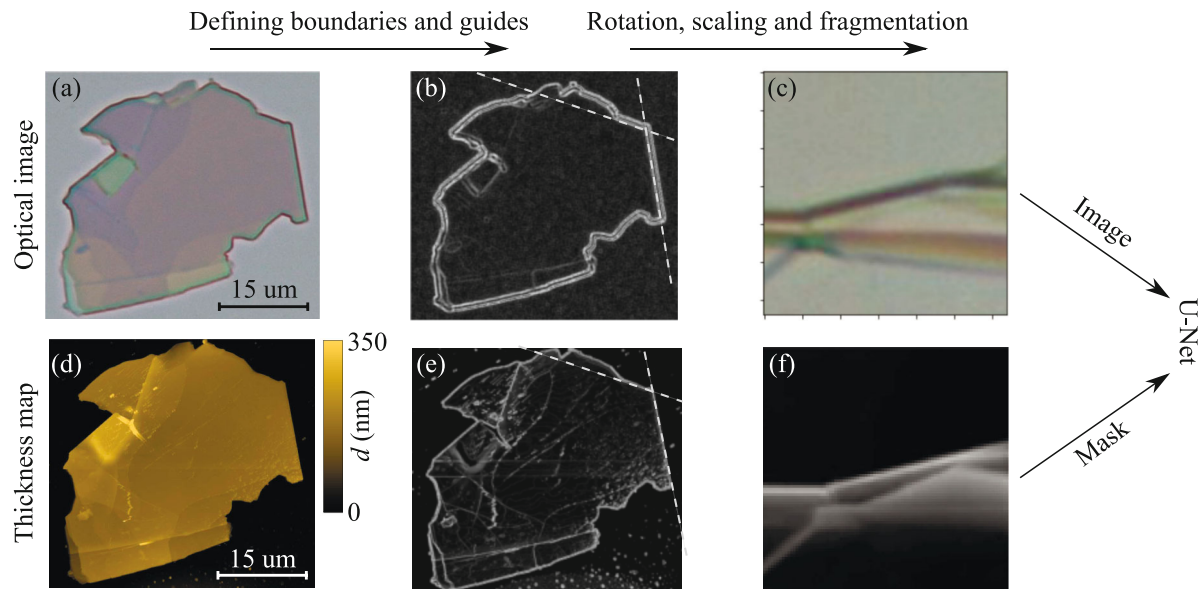 Defining boundaries and guides
Rotation, scaling and fragmentation
Optical image
(a)
15 um
(b)
(c)
Image
U-Net
Thickness map
(d)
15 um
350
d (nm)
0
(e)
(f)
Mask